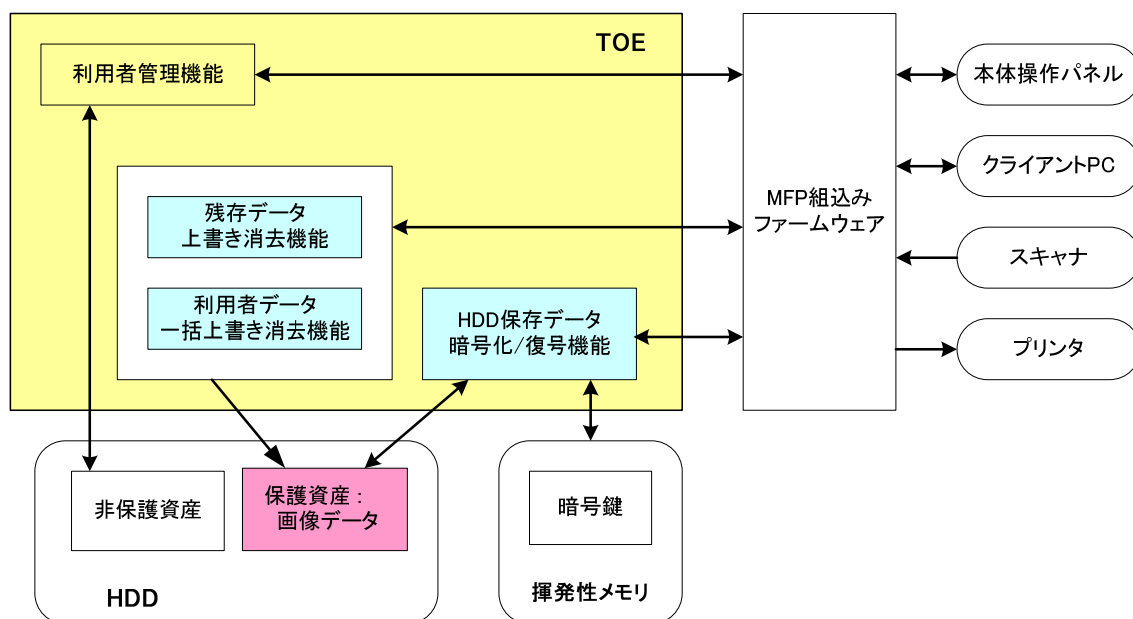 TOE
利用者管理機能
残存データ
上書き消去機能
利用者データ
一括上書き消去機能
HDD保存データ
暗号化/復号機能
MFP組込み
ファームウェア
本体操作パネル
クライアントPC
スキャナ
プリンタ
非保護資産
保護資産：
画像データ
HDD
暗号鍵
揮発性メモリ